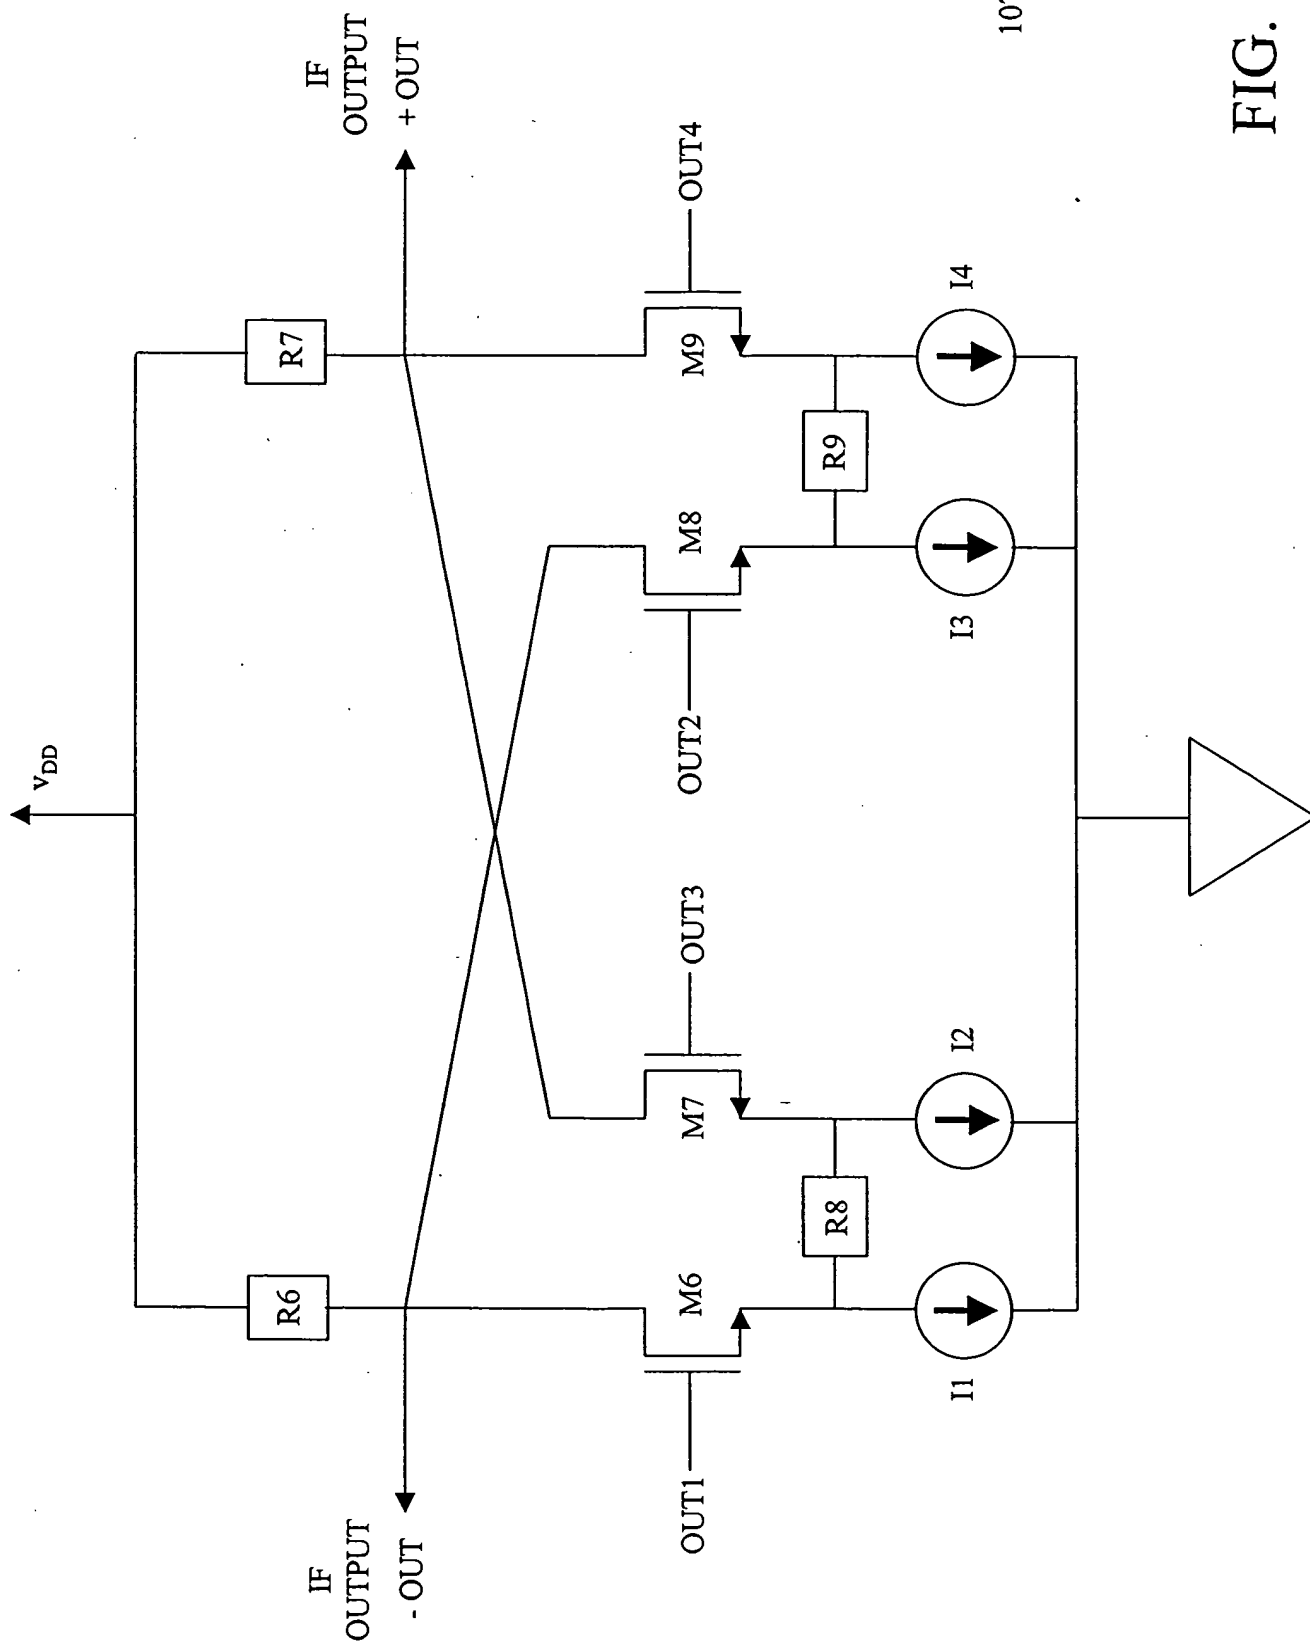 V_DD
IF
OUTPUT
- OUT
IF
OUTPUT
+ OUT
R6
R7
OUT1
M6
M7
OUT3
OUT2
M8
M9
OUT4
R8
R9
I1
I2
I3
I4
FIG.